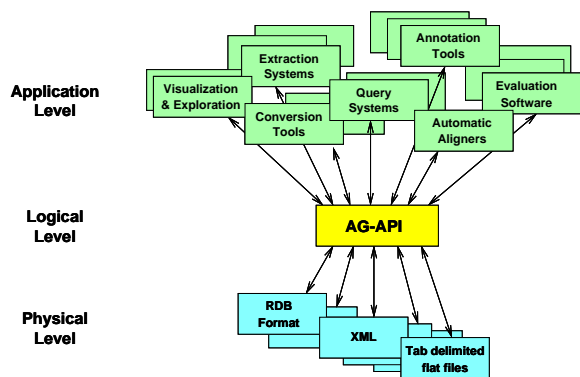 Annotation
Tools
Extraction
Systems
Application
Level
Visualization
& Exploration
Query
Systems
Evaluation
Software
Conversion
Tools
Automatic
Aligners
Logical
Level
AG-API
Physical
Level
RDB
Format
XML
Tab delimited
flat files